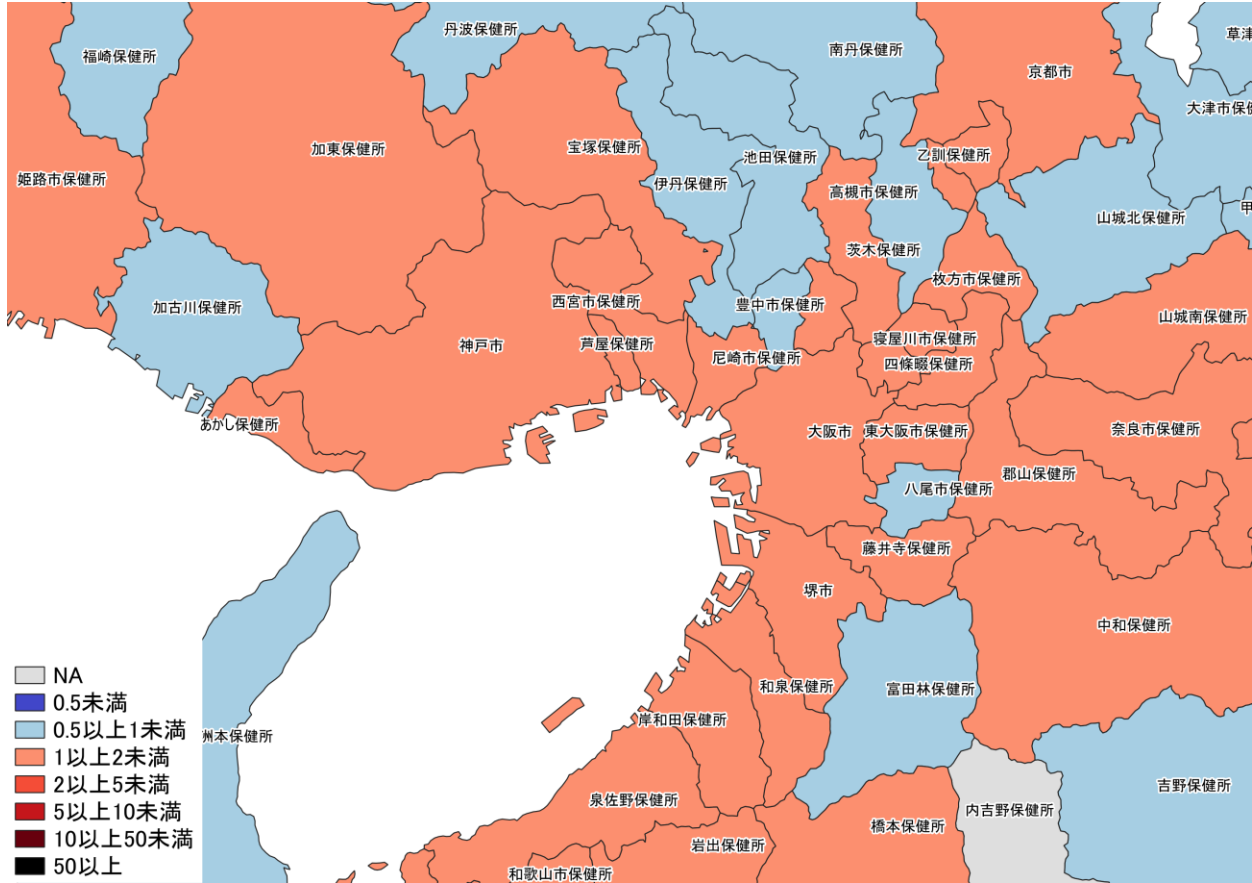 丹波保健所
南丹保健所
草津
福崎保健所
京都市
大津市保健
加東保健所
宝塚保健所
池田保健所
乙訓保健所
姫路市保健所
伊丹保健所
高槻市保健所
山城北保健所
甲
茨木保健所
枚方市保健所
加古川保健所
西宮市保健所
豊中市保健所
山城南保健所
神戸市
芦屋保健所
尼崎市保健所
寝屋川市保健所
四條畷保健所
あかし保健所
大阪市
東大阪市保健所
奈良市保健所
郡山保健所
八尾市保健所
藤井寺保健所
堺市
中和保健所
和泉保健所
富田林保健所
岸和田保健所
洲本保健所
吉野保健所
泉佐野保健所
内吉野保健所
橋本保健所
岩出保健所
和歌山市保健所
NA
0.5未満
0.5以上1未満
1以上2未満
2以上5未満
5以上10未満
10以上50未満
50以上